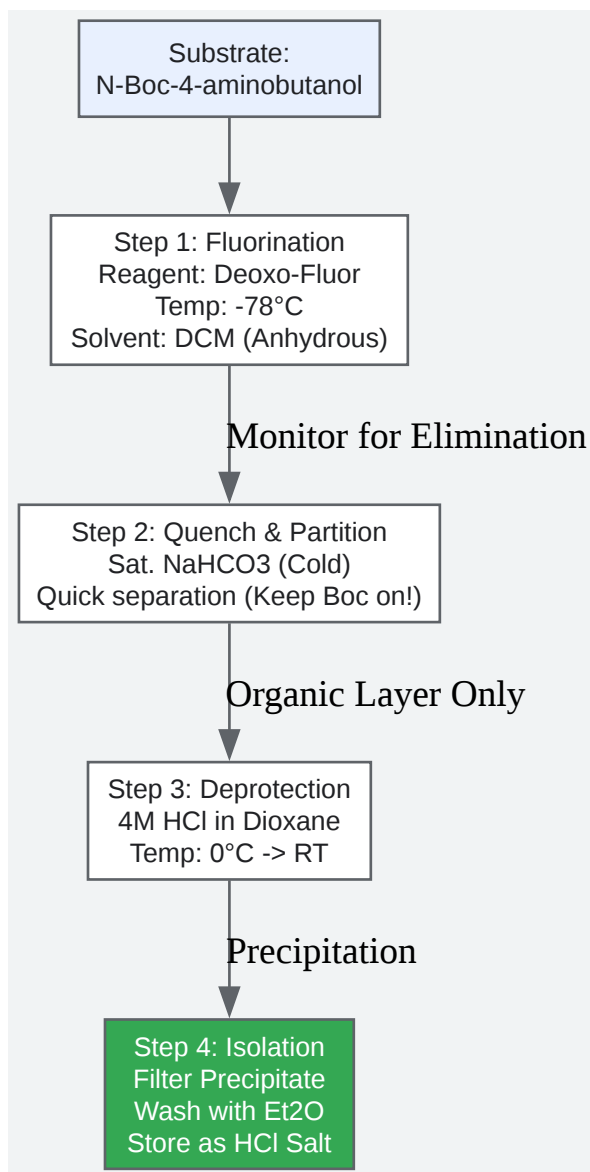 Substrate:
N-Boc-4-aminobutanol
Step 1: Fluorination
Reagent: Deoxo-Fluor
Temp: -78°C
Solvent: DCM (Anhydrous)
Monitor for Elimination
Step 2: Quench & Partition
Sat. NaHCO3 (Cold)
Quick separation (Keep Boc on!)
Organic Layer Only
Step 3: Deprotection
4M HCl in Dioxane
Temp: 0°C -> RT
Precipitation
Step 4: Isolation
Filter Precipitate
Wash with Et2O
Store as HCl Salt